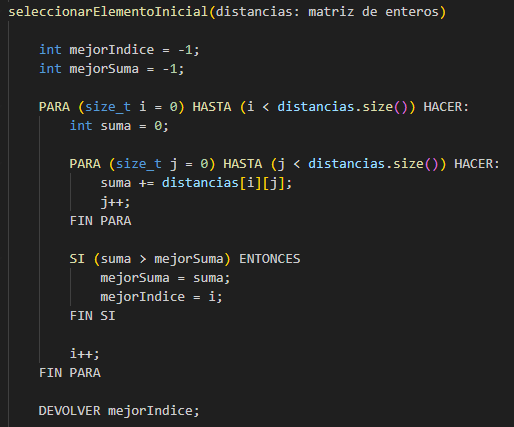 seleccionarElementoInicial(distancias: matriz de enteros)
int mejorIndice = -1;
int mejorSuma = -1;
PARA (size_t i = 0) HASTA (i < distancias.size()) HACER:
int suma = 0;
PARA (size_t j = 0) HASTA (j < distancias.size()) HACER:
suma += distancias[i][j];
j++;
FIN PARA
SI (suma > mejorSuma) ENTONCES
mejorSuma = suma;
mejorIndice = i;
FIN SI
i++;
FIN PARA
DEVOLVER mejorIndice;